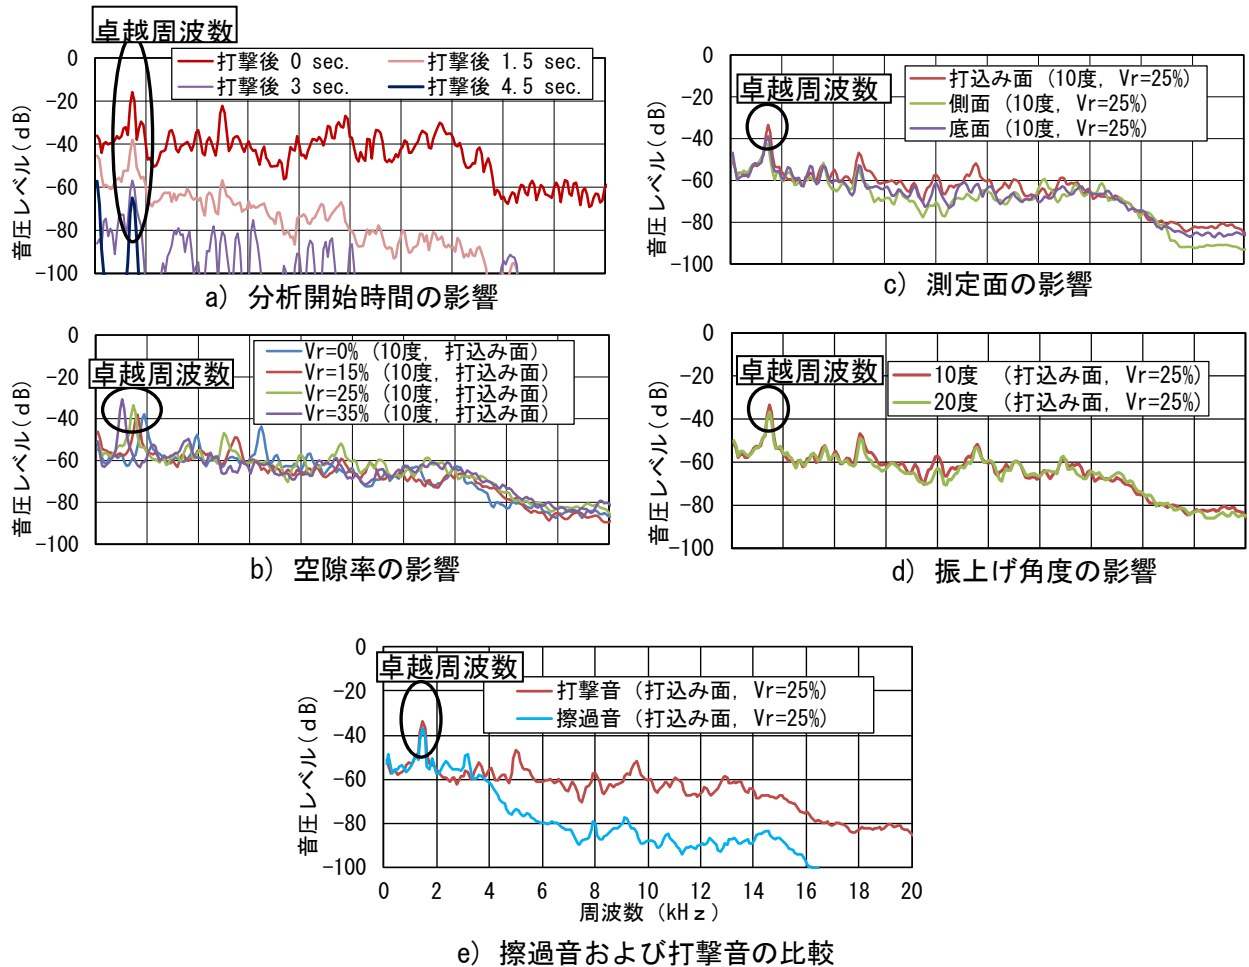 卓越周波数
打撃後 0 sec.
打撃後 1.5 sec.
打撃後 3 sec.
打撃後 4.5 sec.
音圧レベル(dB)
0
-20
-40
-60
-80
-100
a) 分析開始時間の影響
卓越周波数
打込み面 (10度, Vr=25%)
側面 (10度, Vr=25%)
底面 (10度, Vr=25%)
音圧レベル(dB)
0
-20
-40
-60
-80
-100
c) 測定面の影響
卓越周波数
Vr=0% (10度, 打込み面)
Vr=15% (10度, 打込み面)
Vr=25% (10度, 打込み面)
Vr=35% (10度, 打込み面)
音圧レベル(dB)
0
-20
-40
-60
-80
-100
b) 空隙率の影響
卓越周波数
10度 (打込み面, Vr=25%)
20度 (打込み面, Vr=25%)
音圧レベル(dB)
0
-20
-40
-60
-80
-100
d) 振上げ角度の影響
卓越周波数
打撃音 (打込み面, Vr=25%)
擦過音 (打込み面, Vr=25%)
音圧レベル(dB)
0
-20
-40
-60
-80
-100
0 2 4 6 8 10 12 14 16 18 20
周波数 (kHz)
e) 擦過音および打撃音の比較